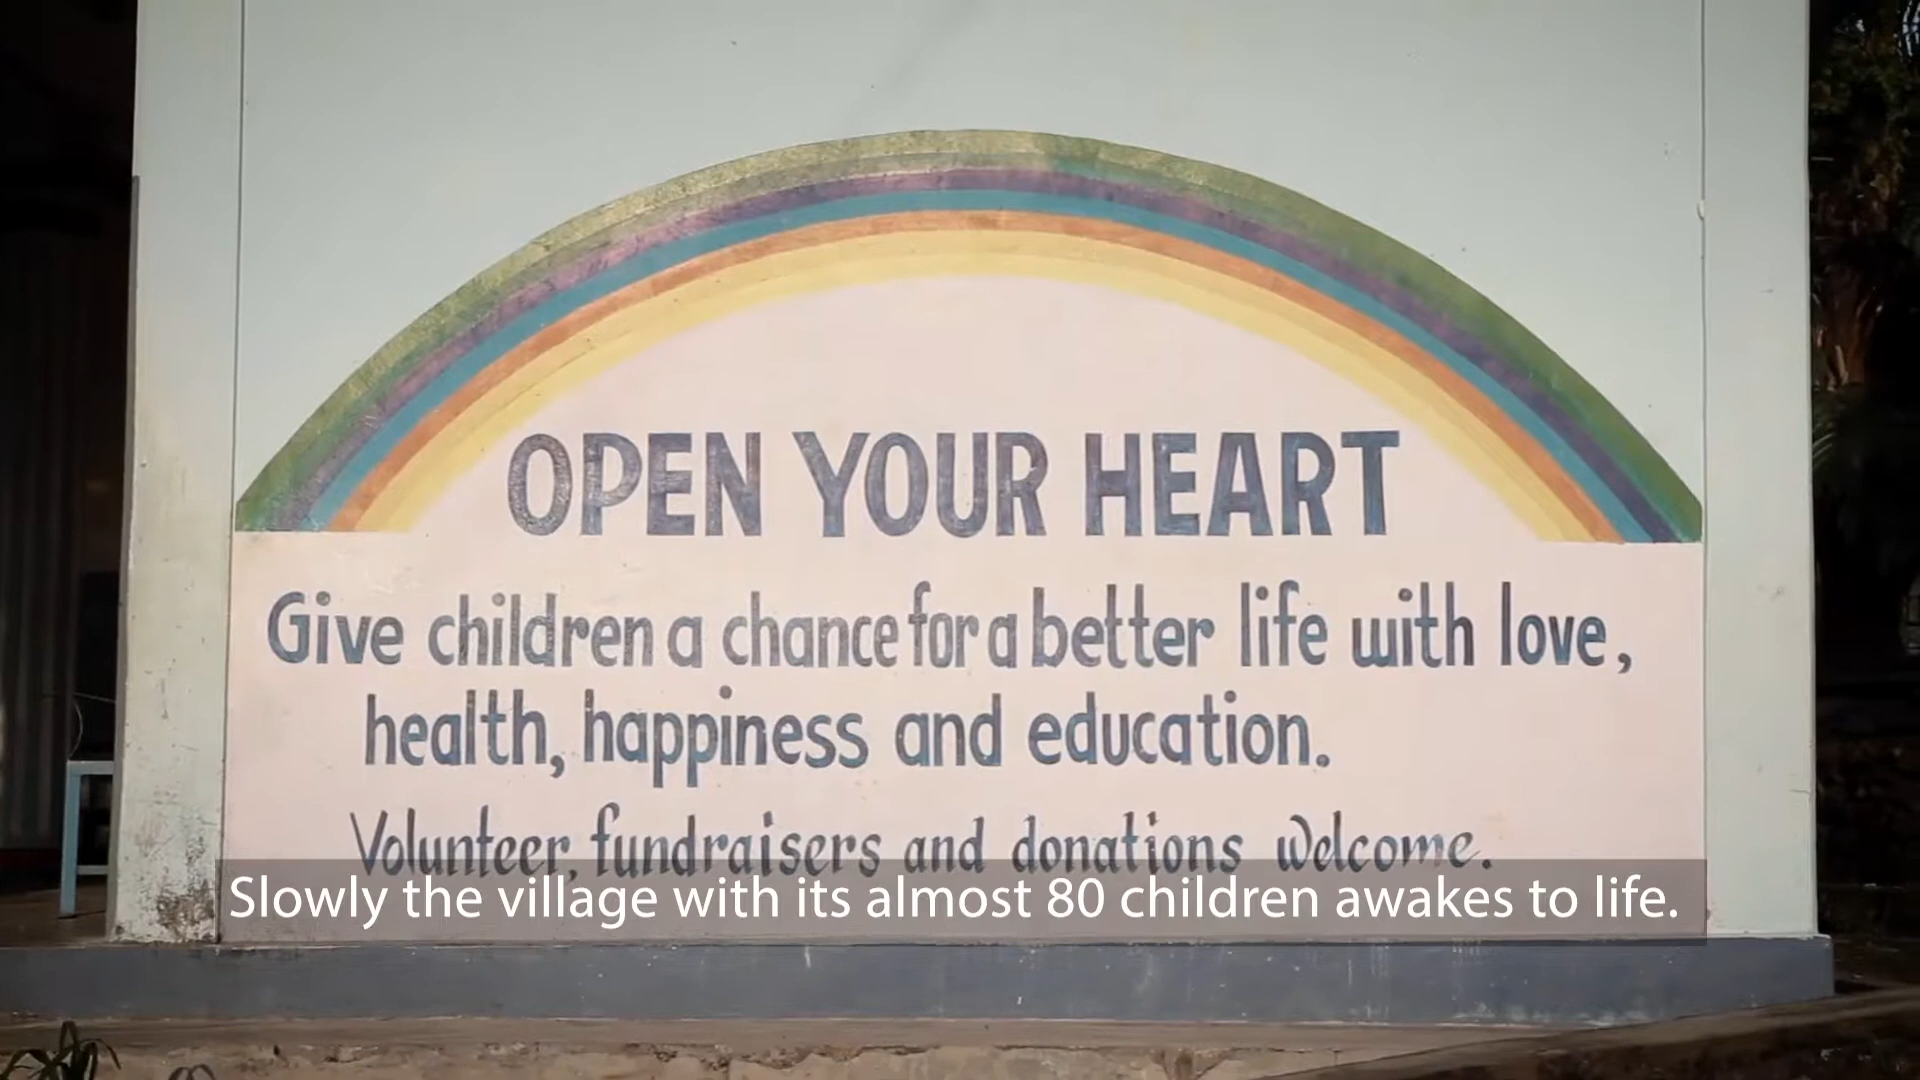 OPEN YOUR HEART
Give children a chance for a better life with love,
health, happiness and education.
Volunteer, fundraisers and donations welcome.
Slowly the village with its almost 80 children awakes to life.